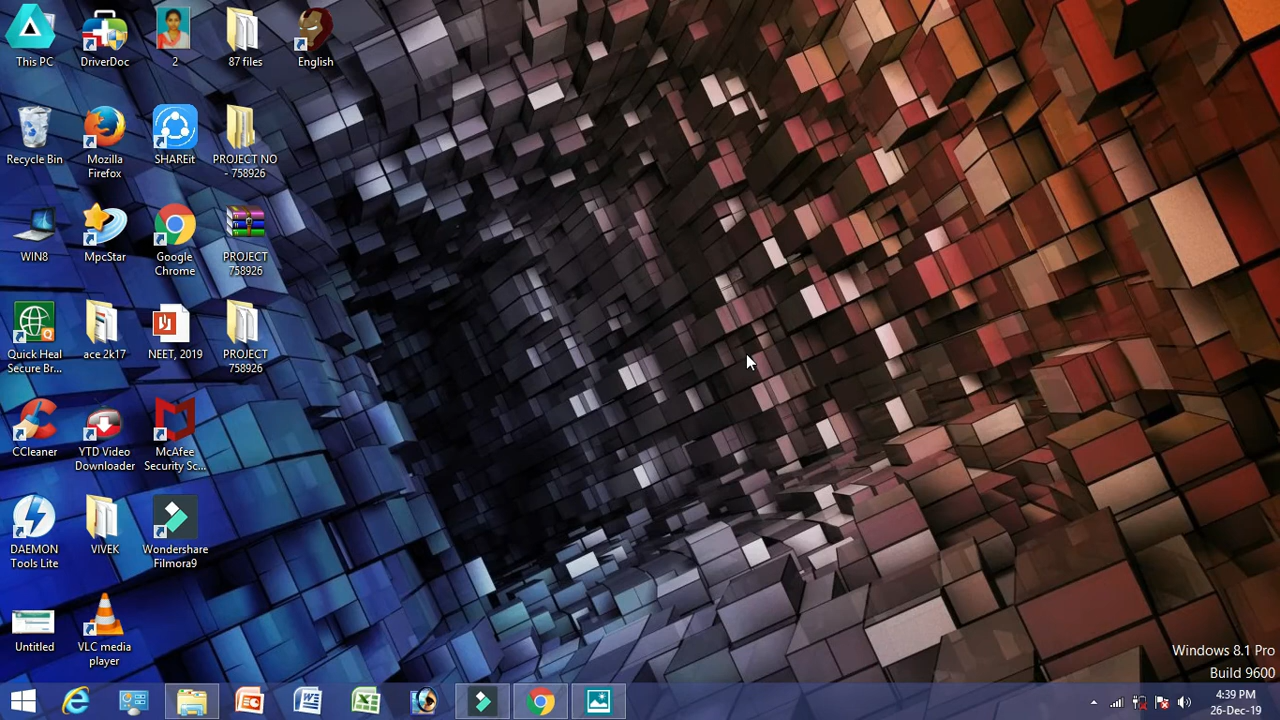 This PC
DriverDoc
2
87 files
English
Recycle Bin
Mozilla
Firefox
SHAREit
PROJECT NO
- 758926
WIN8
MpcStar
Google
Chrome
PROJECT
758926
Quick Heal
Secure Br...
ace 2k17
NEET, 2019
PROJECT
758926
CCleaner
YTD Video
Downloader
McAfee
Security Sc...
DAEMON
Tools Lite
VIVEK
Wondershare
Filmora9
Untitled
VLC media
player
Windows 8.1 Pro
Build 9600
4:39 PM
26-Dec-19